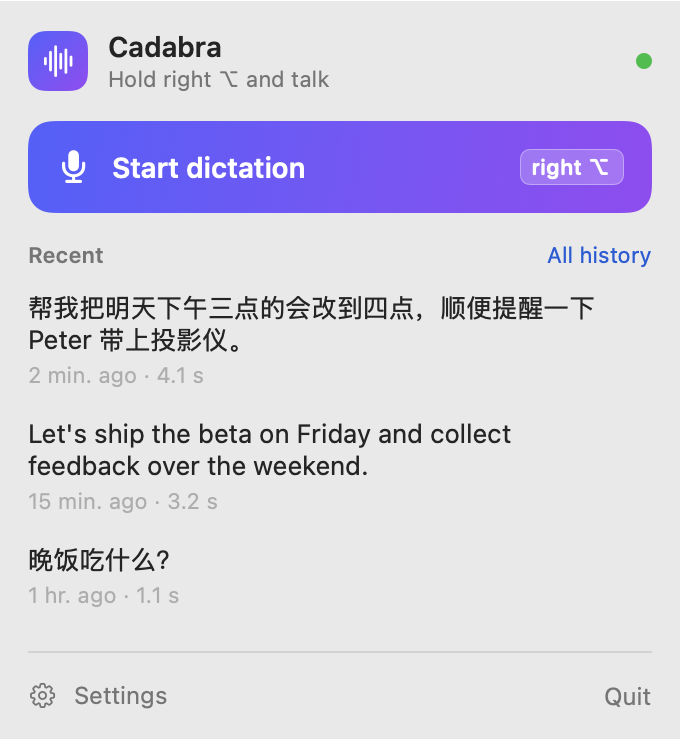 Cadabra
Hold right ⌥ and talk
Start dictation
right ⌥
Recent
All history
帮我把明天下午三点的会改到四点，顺便提醒一下
Peter 带上投影仪。
2 min. ago · 4.1 s
Let's ship the beta on Friday and collect
feedback over the weekend.
15 min. ago · 3.2 s
晚饭吃什么？
1 hr. ago · 1.1 s
Settings
Quit